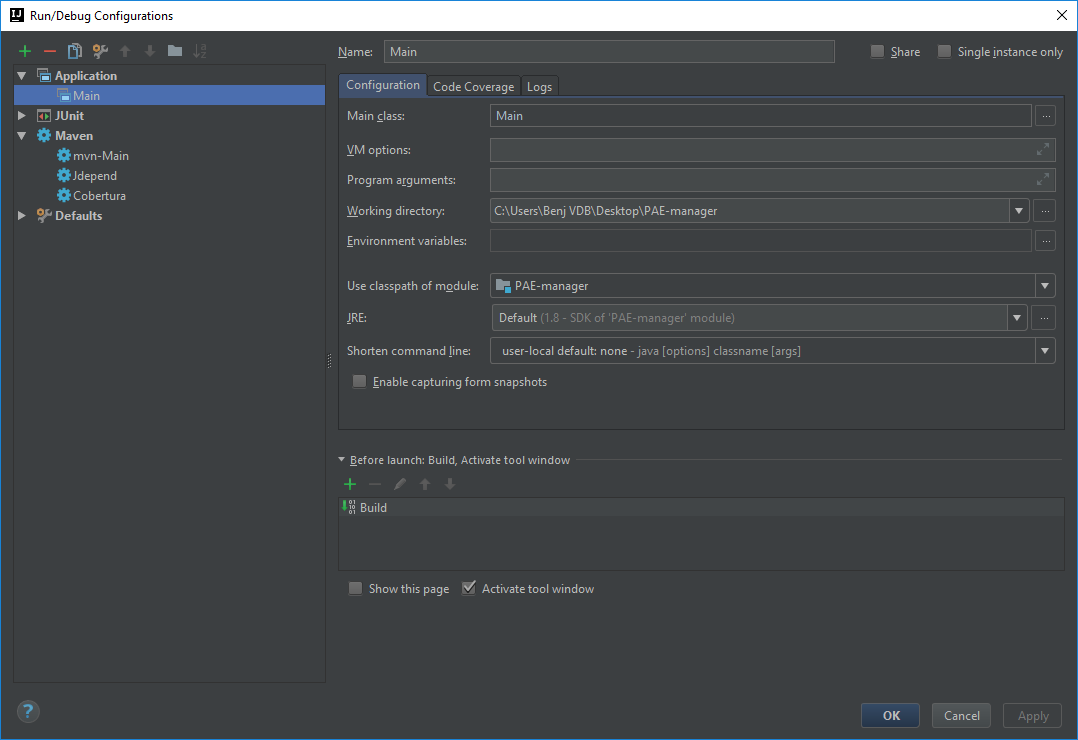 Run/Debug Configurations
Application
Main
JUnit
Maven
mvn-Main
Jdepend
Cobertura
Defaults
Name: Main
Share
Single instance only
Configuration Code Coverage Logs
Main class: Main ...
VM options:
Program arguments:
Working directory: C:\Users\Benj VDB\Desktop\PAE-manager ...
Environment variables: ...
Use classpath of module: PAE-manager
JRE: Default (1.8 - SDK of 'PAE-manager' module) ...
Shorten command line: user-local default: none - java [options] classname [args]
Enable capturing form snapshots
Before launch: Build, Activate tool window
Build
Show this page Activate tool window
? OK Cancel Apply